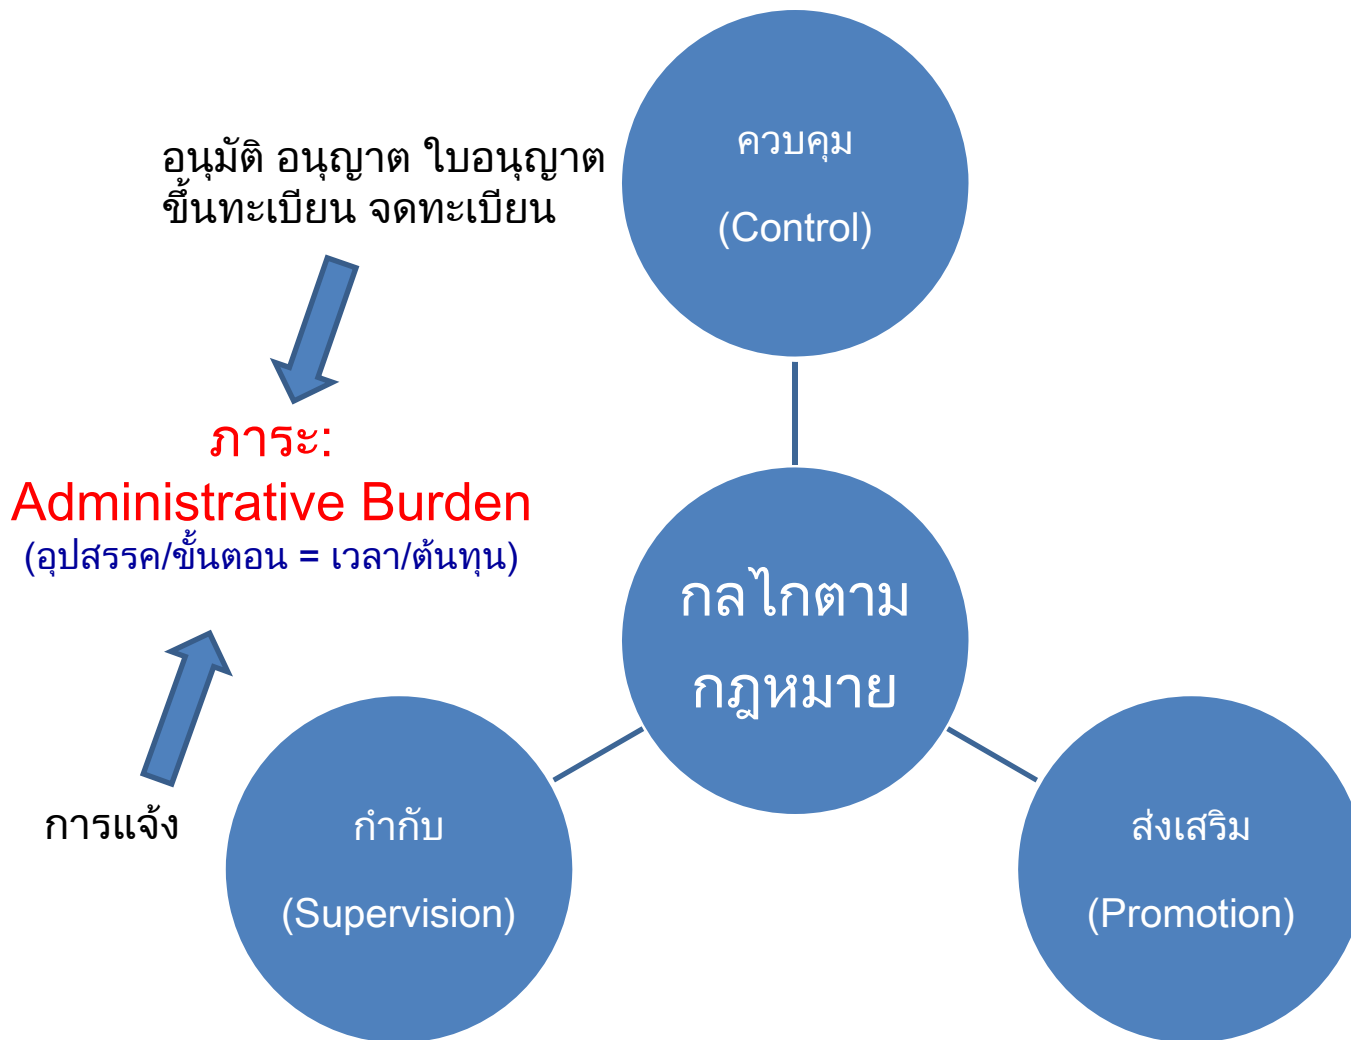 ควบคุม
(Control)
อนุมัติ อนุญาต ใบอนุญาต
ขึ้นทะเบียน จดทะเบียน
ภาระ:
Administrative Burden
(อุปสรรค/ขั้นตอน = เวลา/ต้นทุน)
กลไกตาม
กฎหมาย
การแจ้ง
กำกับ
(Supervision)
ส่งเสริม
(Promotion)